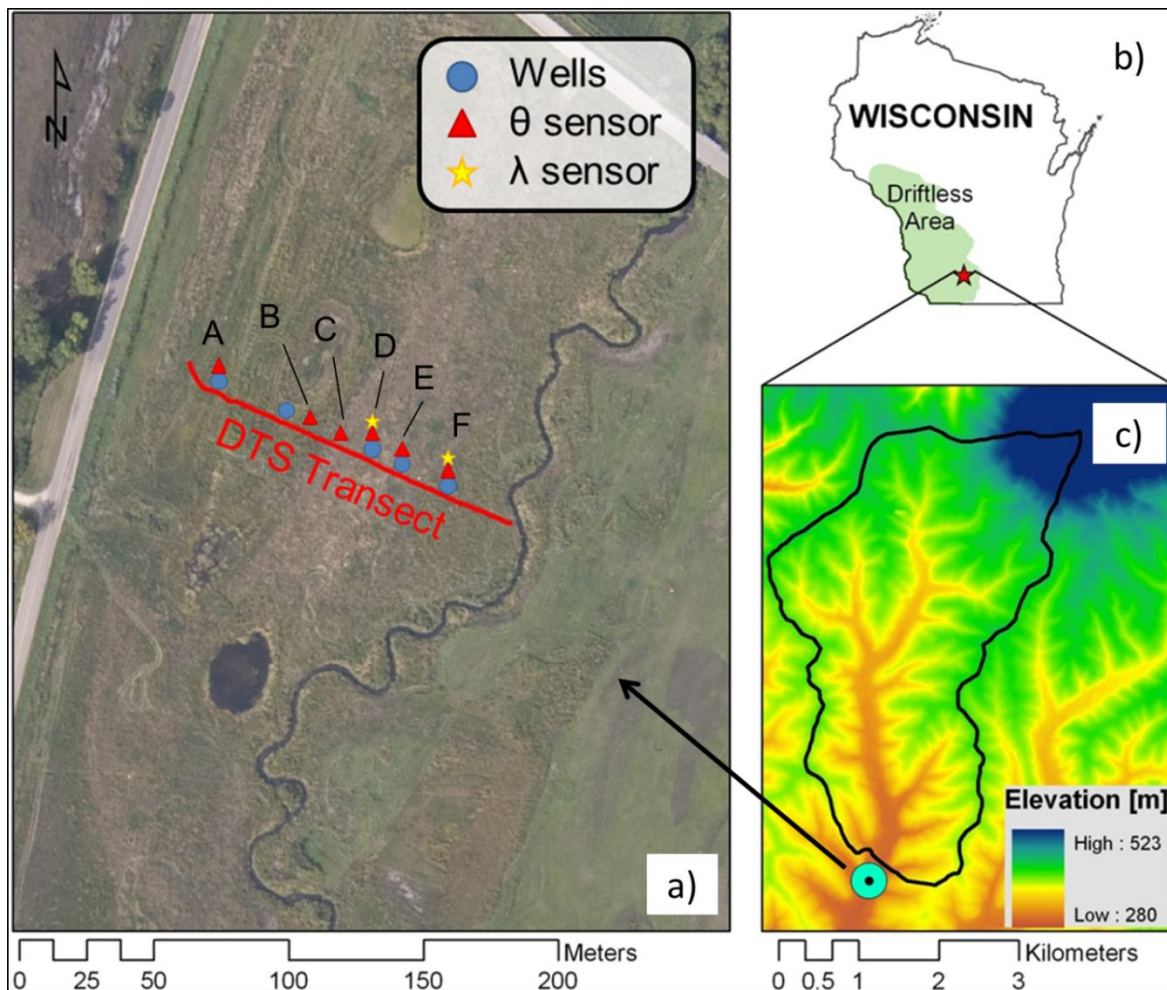 N
Wells
θ sensor
λ sensor
A
B
C
D
E
F
DTS Transect
a)
0 25 50 100 150 200
Meters
b)
WISCONSIN
Driftless
Area
c)
Elevation [m]
High : 523
Low : 280
0 0.5 1 2 3
Kilometers